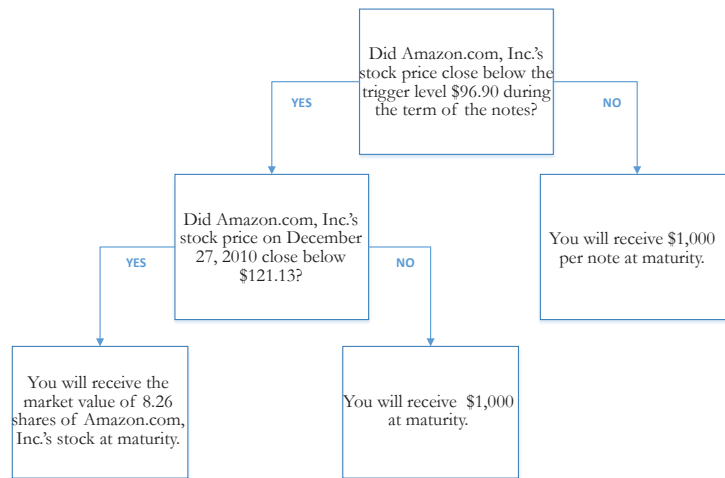 Did Amazon.com, Inc.'s
stock price close below the
trigger level $96.90 during
the term of the notes?
YES
NO
Did Amazon.com, Inc.'s
stock price on December
27, 2010 close below
$121.13?
You will receive $1,000
per note at maturity.
YES
NO
You will receive the
market value of 8.26
shares of Amazon.com,
Inc.'s stock at maturity.
You will receive $1,000
at maturity.